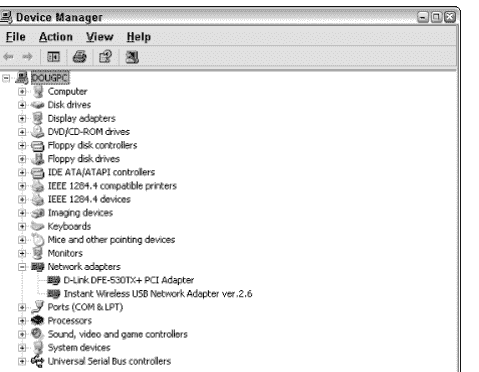 Device Manager
File Action View Help
DOUGPC
Computer
Disk drives
Display adapters
DVD/CD-ROM drives
Floppy disk controllers
Floppy disk drives
IDE ATA/ATAPI controllers
IEEE 1284.4 compatible printers
IEEE 1284.4 devices
Imaging devices
Keyboards
Mice and other pointing devices
Monitors
Network adapters
D-Link DFE-530TX+ PCI Adapter
Instant Wireless USB Network Adapter ver.2.6
Ports (COM & LPT)
Processors
Sound, video and game controllers
System devices
Universal Serial Bus controllers